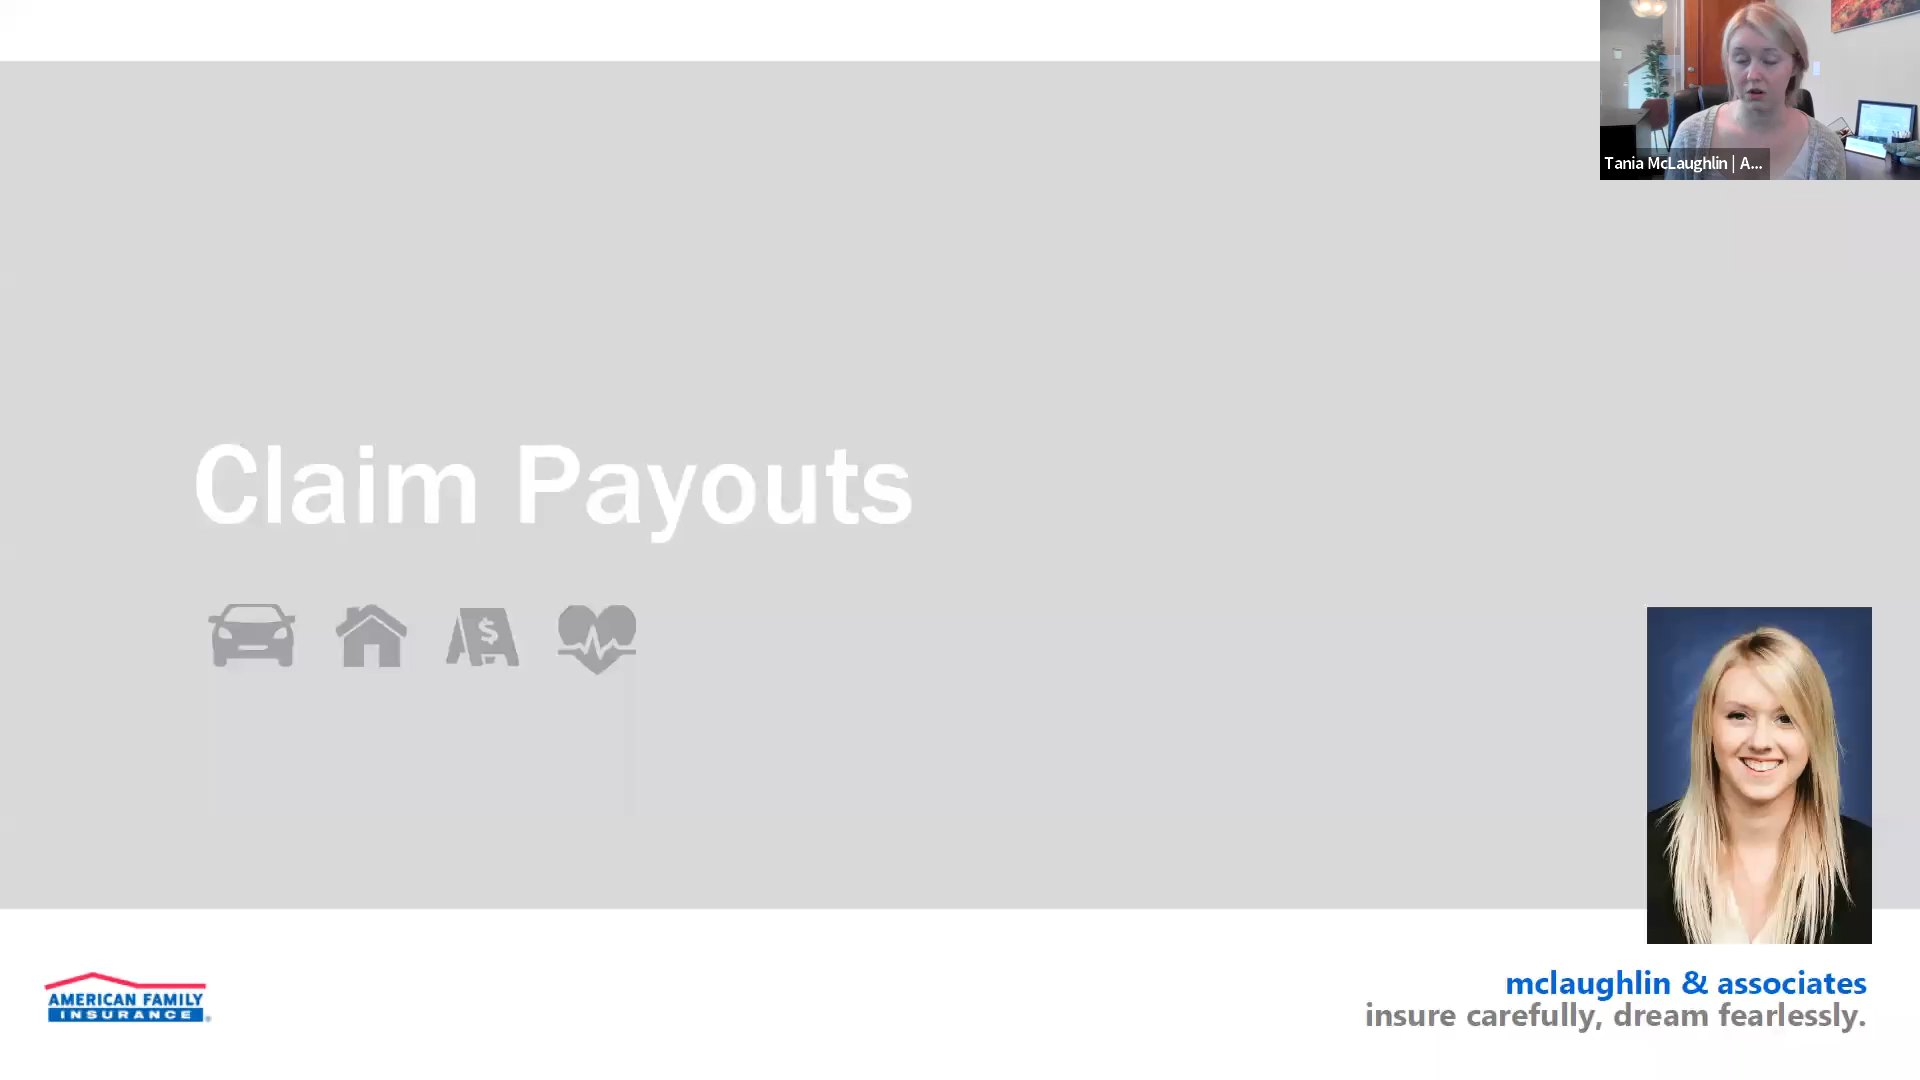 Tania McLaughlin | A...
Claim Payouts
$
AMERICAN FAMILY
INSURANCE®
mclaughlin & associates
insure carefully, dream fearlessly.